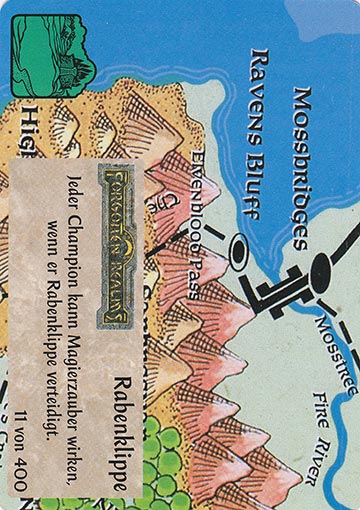 Mossbridges
Ravens Bluff
Elvenblood Pass
Mosstree
Fire River
High
FORGOTTEN REALMS
Rabenklippe
Jeder Champion kann Magierzauber wirken,
wenn er Rabenklippe verteidigt.
11 von 400